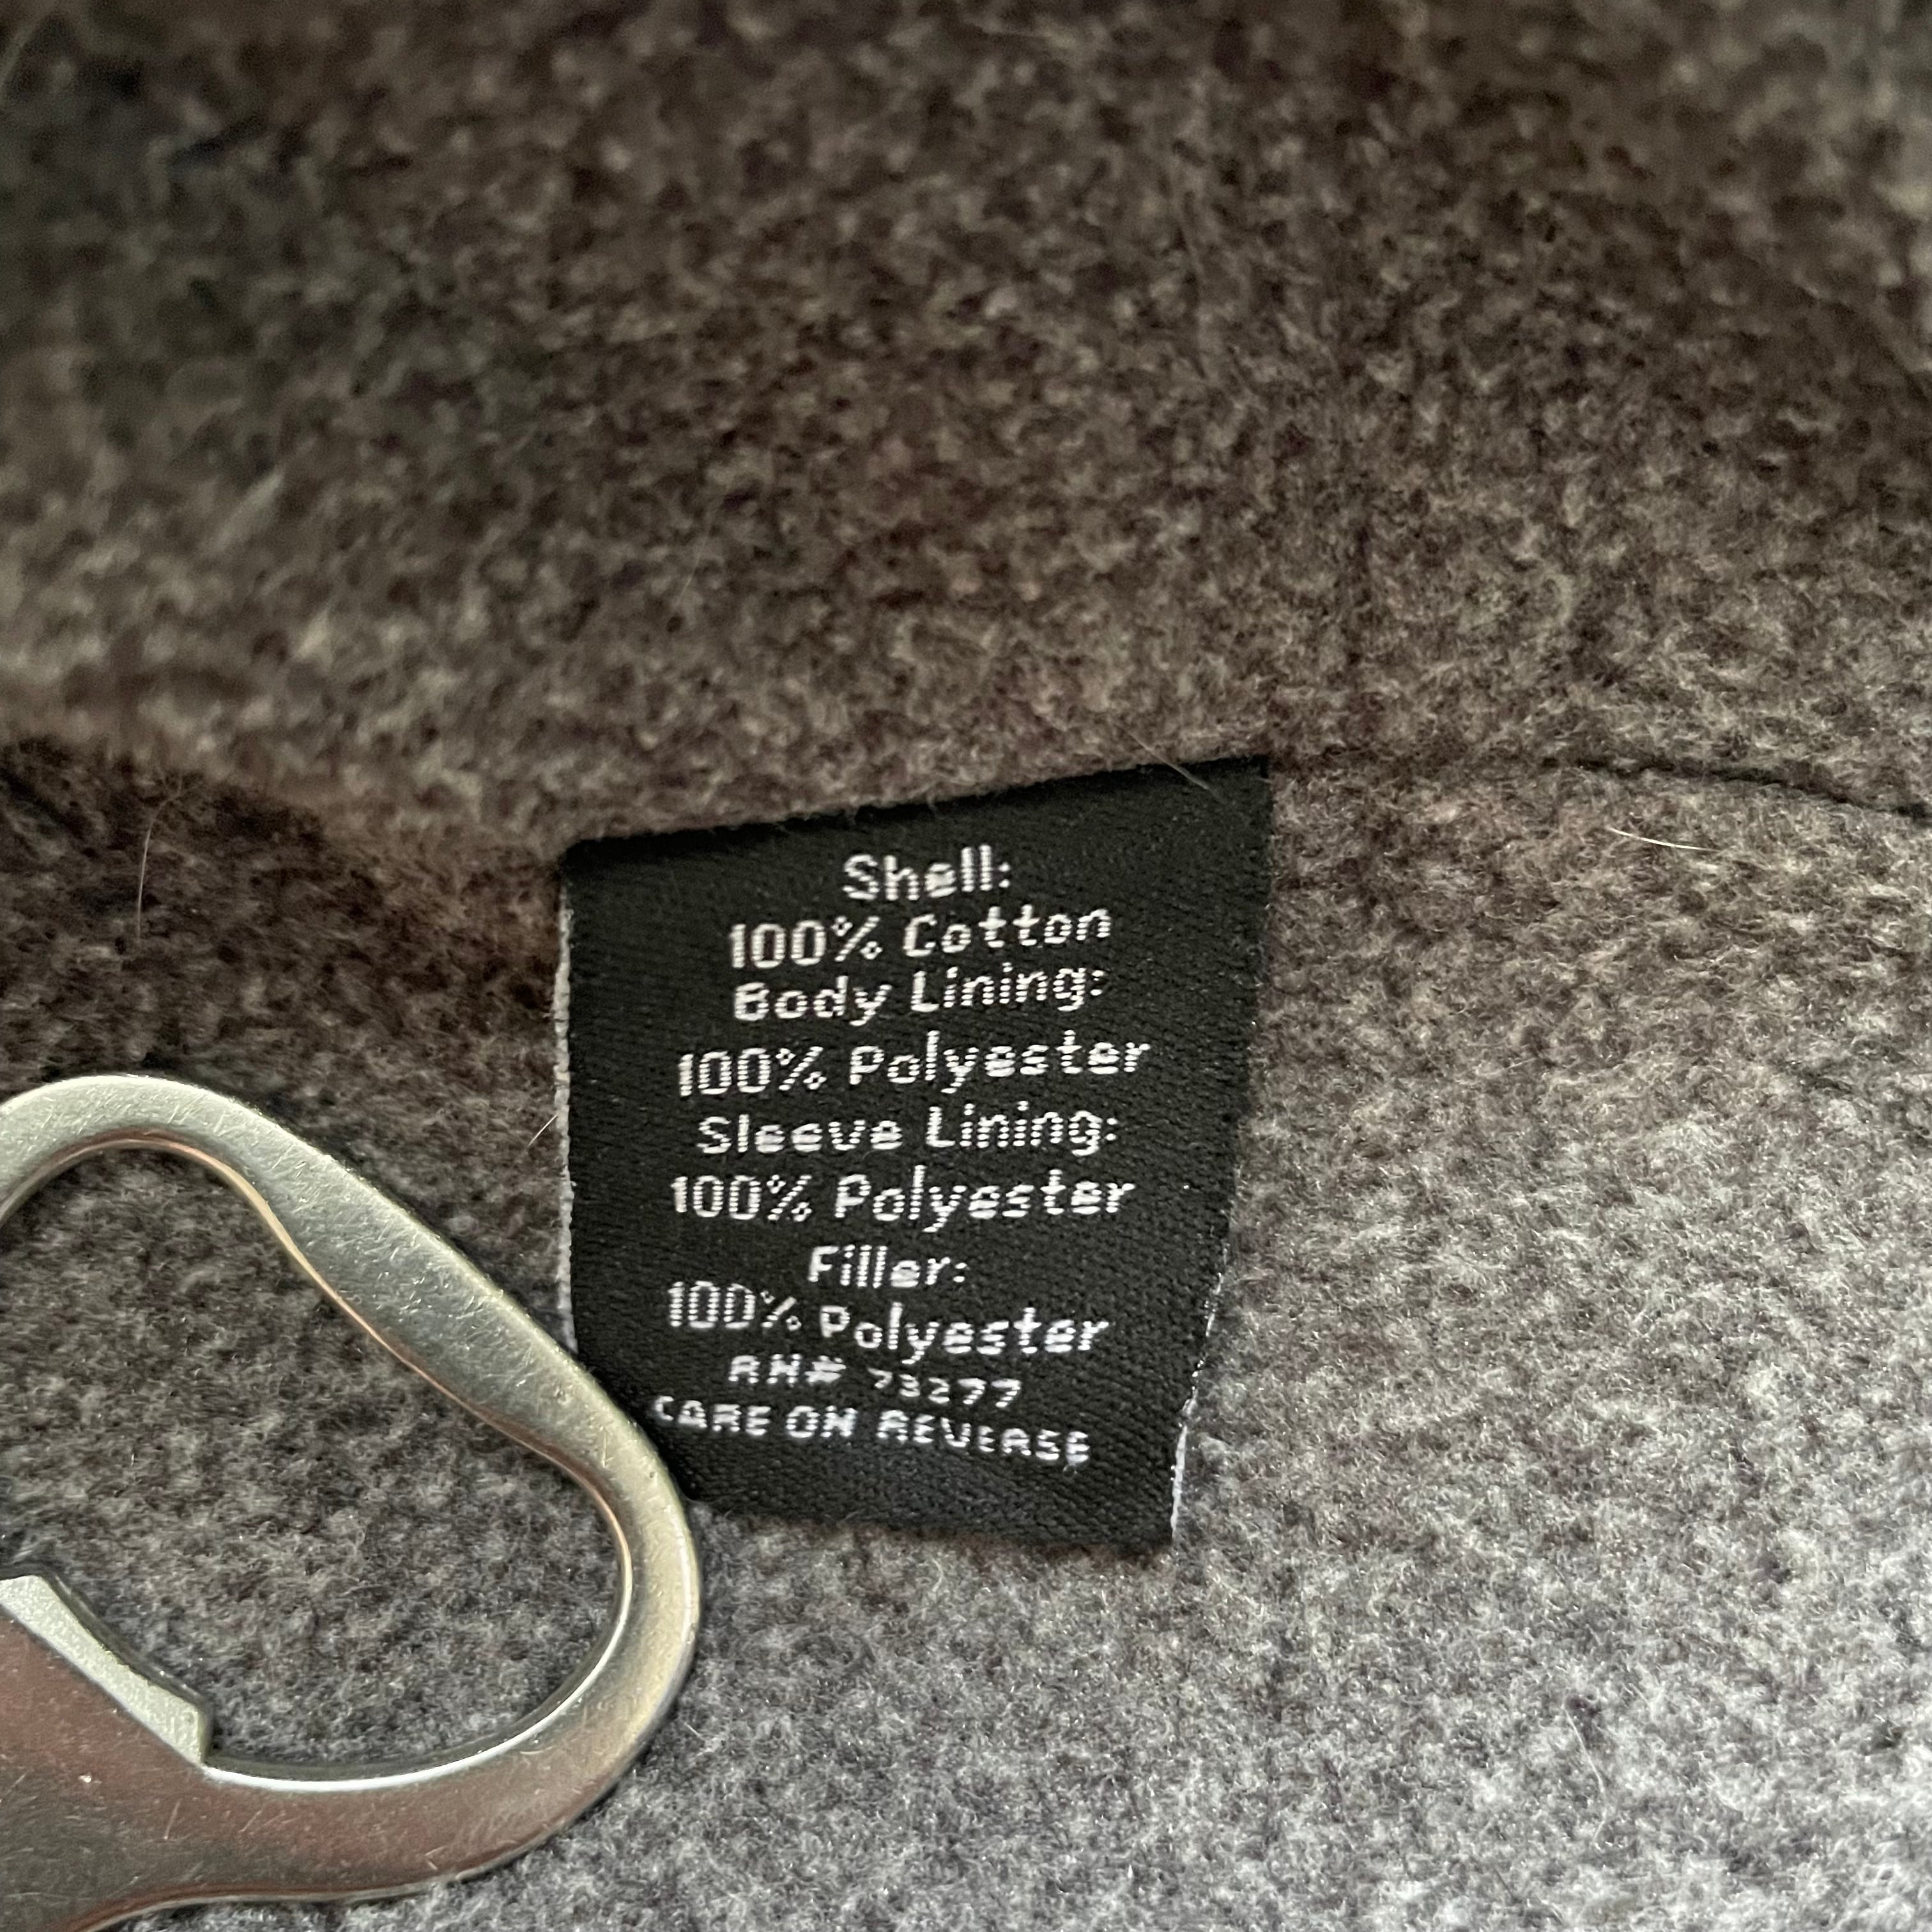 Shell:
100% Cotton
Body Lining:
100% Polyester
Sleeve Lining:
100% Polyester
Filler:
100% Polyester
RN# 73277
CARE ON REVERSE